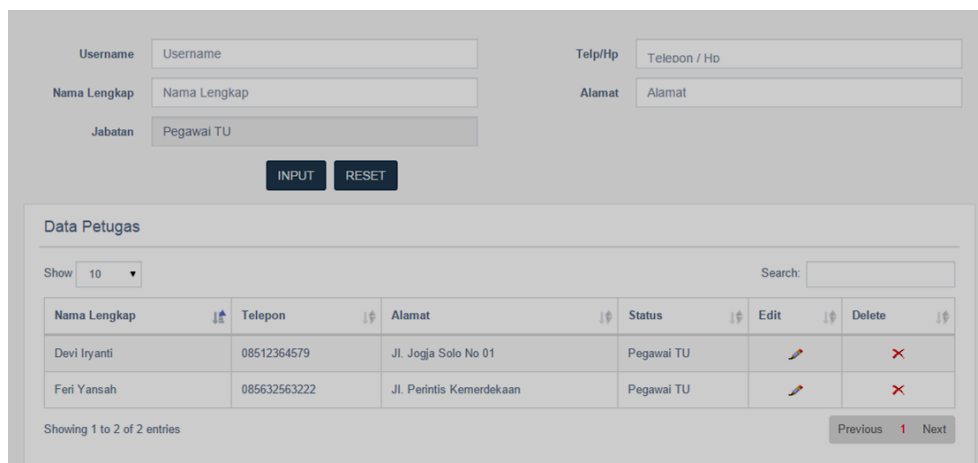 Username Username Telp/Hp Telepon / Hp
Nama Lengkap Nama Lengkap Alamat Alamat
Jabatan Pegawai TU
INPUT RESET
Data Petugas
Show 10 Search:
Nama Lengkap Telepon Alamat Status Edit Delete
Devi Iryanti 08512364579 Jl. Jogja Solo No 01 Pegawai TU
Feri Yansah 085632563222 Jl. Perintis Kemerdekaan Pegawai TU
Showing 1 to 2 of 2 entries Previous 1 Next